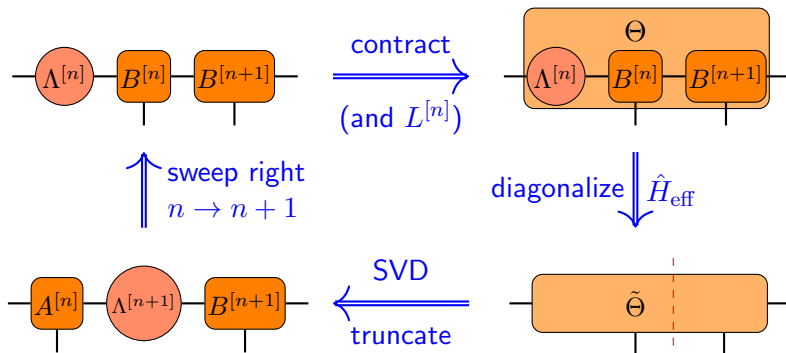 Λ^[n] B^[n] B^[n+1]
contract
(and L^[n])
Θ
Λ^[n] B^[n] B^[n+1]
sweep right
n → n + 1
diagonalize Ĥ_eff
A^[n] Λ^[n+1] B^[n+1]
SVD
truncate
Θ̃